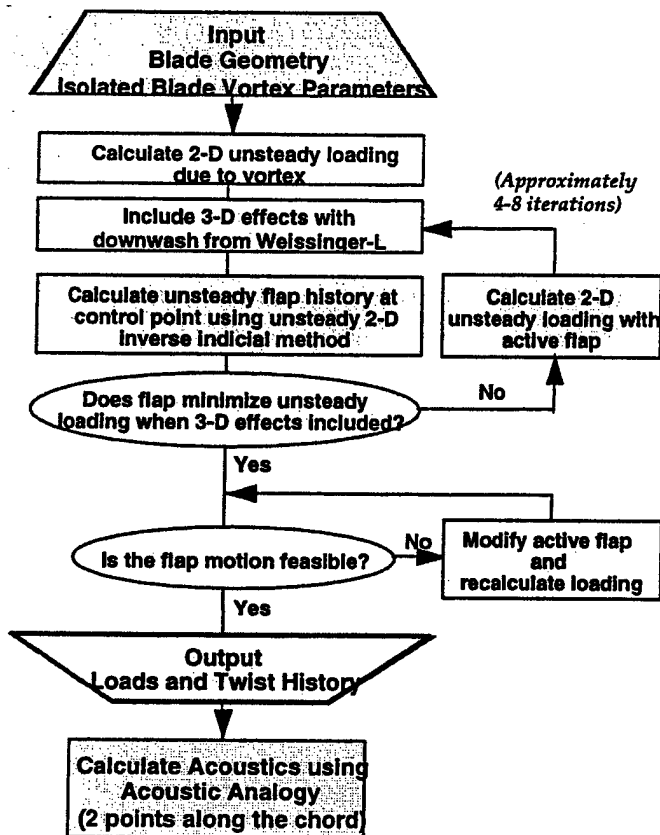 Input
Blade Geometry
Isolated Blade Vortex Parameters
Calculate 2-D unsteady loading
due to vortex
(Approximately
4-8 iterations)
Include 3-D effects with
downwash from Weissinger-L
Calculate unsteady flap history at
control point using unsteady 2-D
inverse indicial method
Calculate 2-D
unsteady loading with
active flap
Does flap minimize unsteady
loading when 3-D effects included?
No
Yes
Is the flap motion feasible?
No
Modify active flap
and
recalculate loading
Yes
Output
Loads and Twist History
Calculate Acoustics using
Acoustic Analogy
(2 points along the chord)